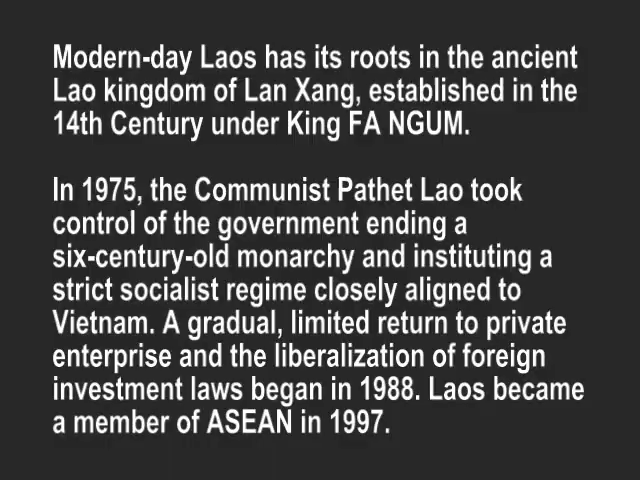 Modern-day Laos has its roots in the ancient
Lao kingdom of Lan Xang, established in the
14th Century under King FA NGUM.
In 1975, the Communist Pathet Lao took
control of the government ending a
six-century-old monarchy and instituting a
strict socialist regime closely aligned to
Vietnam. A gradual, limited return to private
enterprise and the liberalization of foreign
investment laws began in 1988. Laos became
a member of ASEAN in 1997.